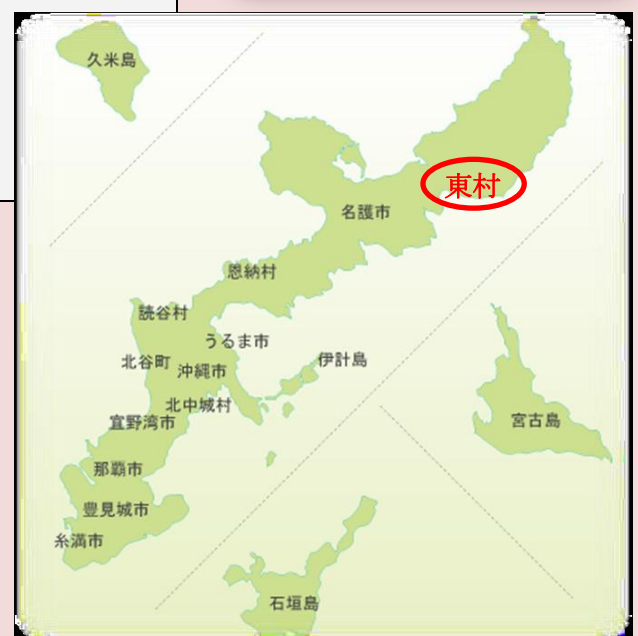 久米島
東村
名護市
恩納村
読谷村
うるま市
伊計島
北谷町
沖縄市
北中城村
宜野湾市
宮古島
那覇市
豊見城市
糸満市
石垣島